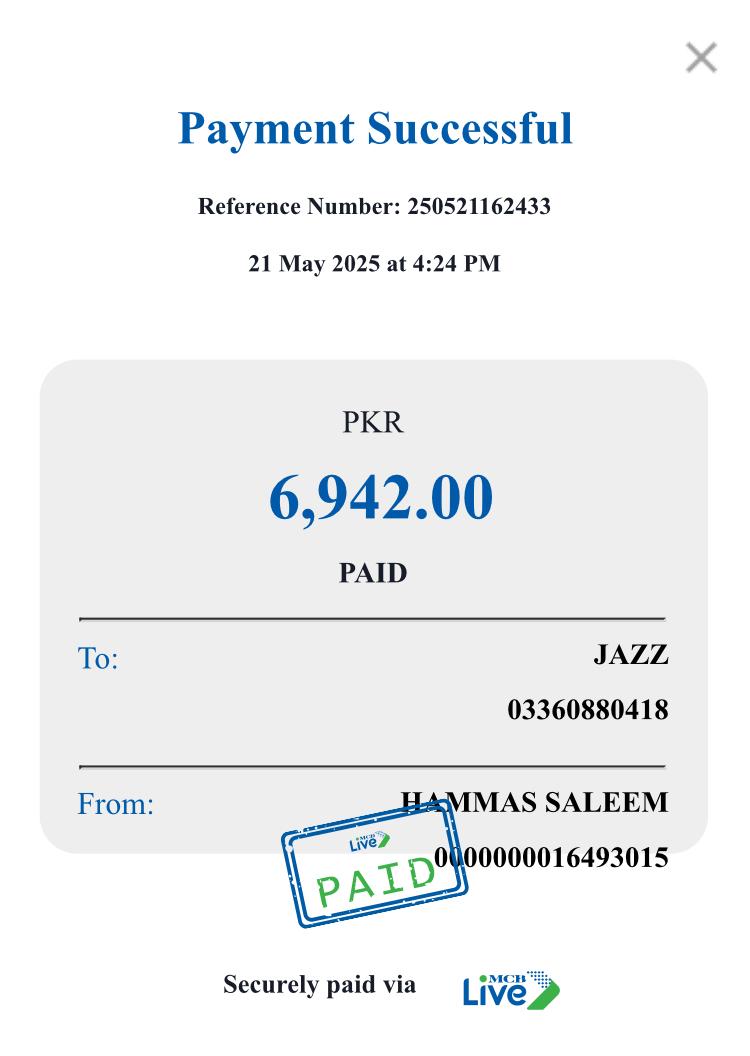 Payment Successful
Reference Number: 250521162433
21 May 2025 at 4:24 PM
PKR
6,942.00
PAID
To:
JAZZ
03360880418
From:
HAMMAS SALEEM
0000000016493015
MCB
Live
PAID
Securely paid via
MCB
Live